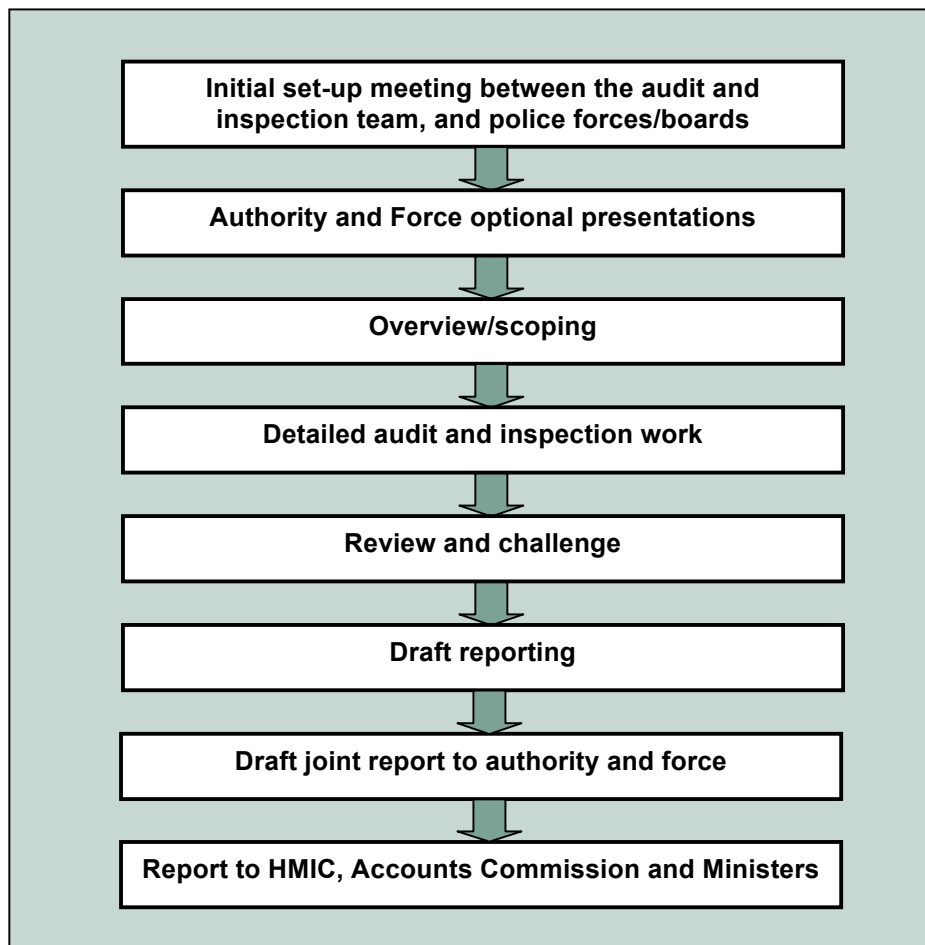 Initial set-up meeting between the audit and
inspection team, and police forces/boards
Authority and Force optional presentations
Overview/scoping
Detailed audit and inspection work
Review and challenge
Draft reporting
Draft joint report to authority and force
Report to HMIC, Accounts Commission and Ministers